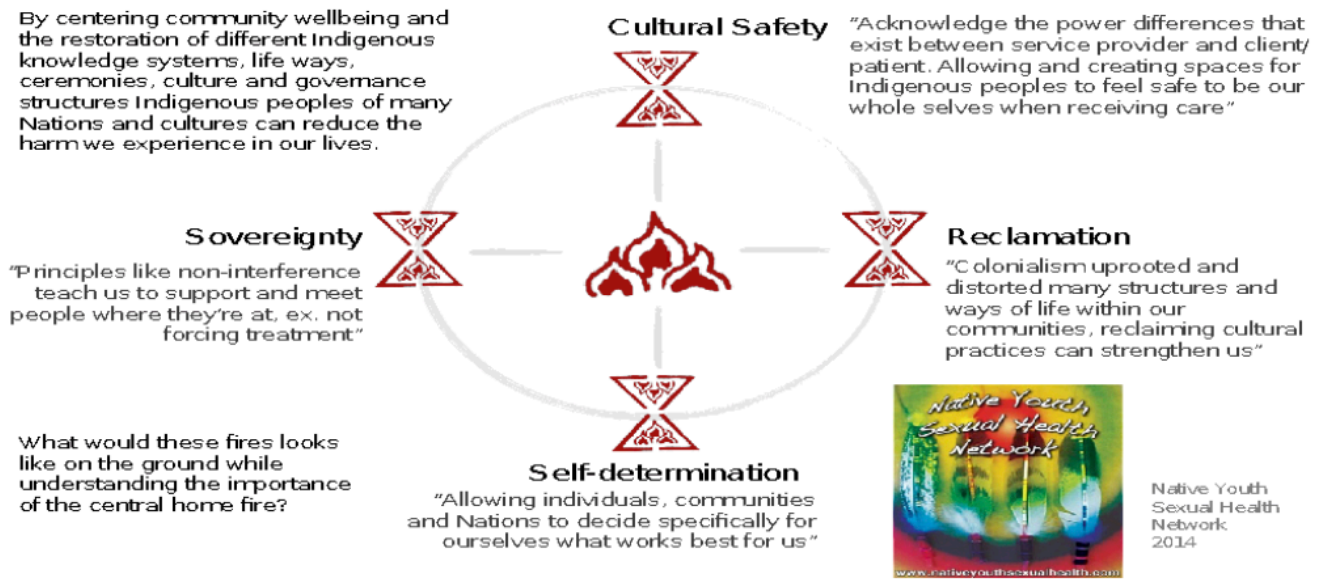 By centering community wellbeing and
the restoration of different Indigenous
knowledge systems, life ways,
ceremonies, culture and governance
structures Indigenous peoples of many
Nations and cultures can reduce the
harm we experience in our lives.
Cultural Safety
“Acknowledge the power differences that
exist between service provider and client/
patient. Allowing and creating spaces for
Indigenous peoples to feel safe to be our
whole selves when receiving care”
Sovereignty
“Principles like non-interference
teach us to support and meet
people where they’re at, ex. not
forcing treatment”
Reclamation
“Colonialism uprooted and
distorted many structures and
ways of life within our
communities, reclaiming cultural
practices can strengthen us”
What would these fires looks
like on the ground while
understanding the importance
of the central home fire?
Self-determination
“Allowing individuals, communities
and Nations to decide specifically for
ourselves what works best for us”
Native Youth
Sexual Health
Network
www.nativeyouthsexualhealth.com
Native Youth
Sexual Health
Network
2014